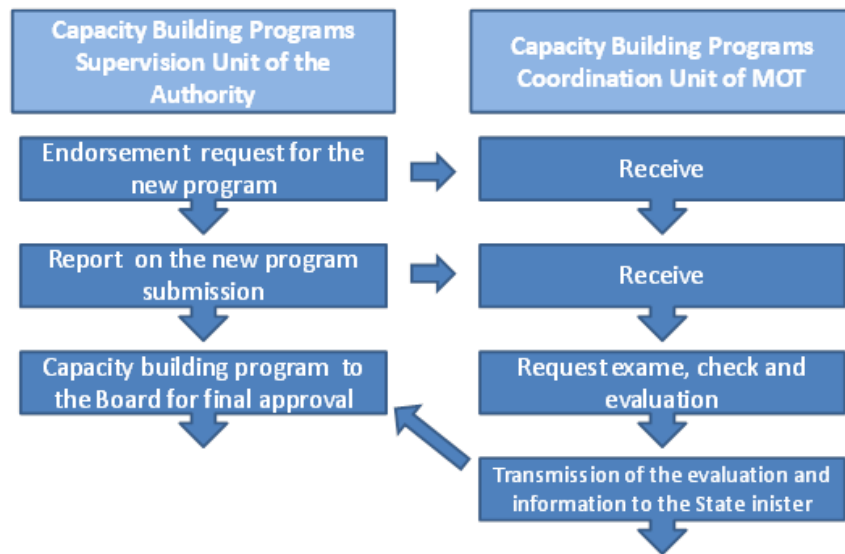 Capacity Building Programs
Supervision Unit of the
Authority
Capacity Building Programs
Coordination Unit of MOT
Endorsement request for the
new program
Receive
Report on the new program
submission
Receive
Capacity building program to
the Board for final approval
Request exame, check and
evaluation
Transmission of the evaluation and
information to the State inister